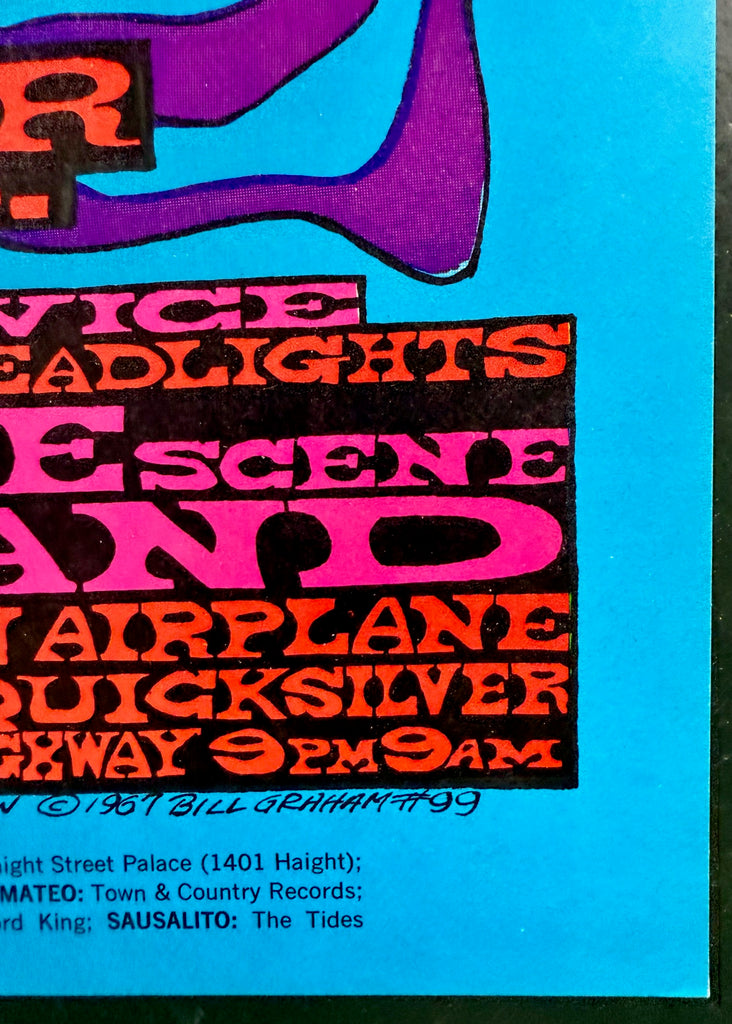 R
VICE
EADLIGHTS
E SCENE
AND
AIRPLANE
QUICKSILVER
GHWAY 9PM 9AM
© 1967 BILL GRAHAM #99
aight Street Palace (1401 Haight);
MATEO: Town & Country Records;
ord King; SAUSALITO: The Tides